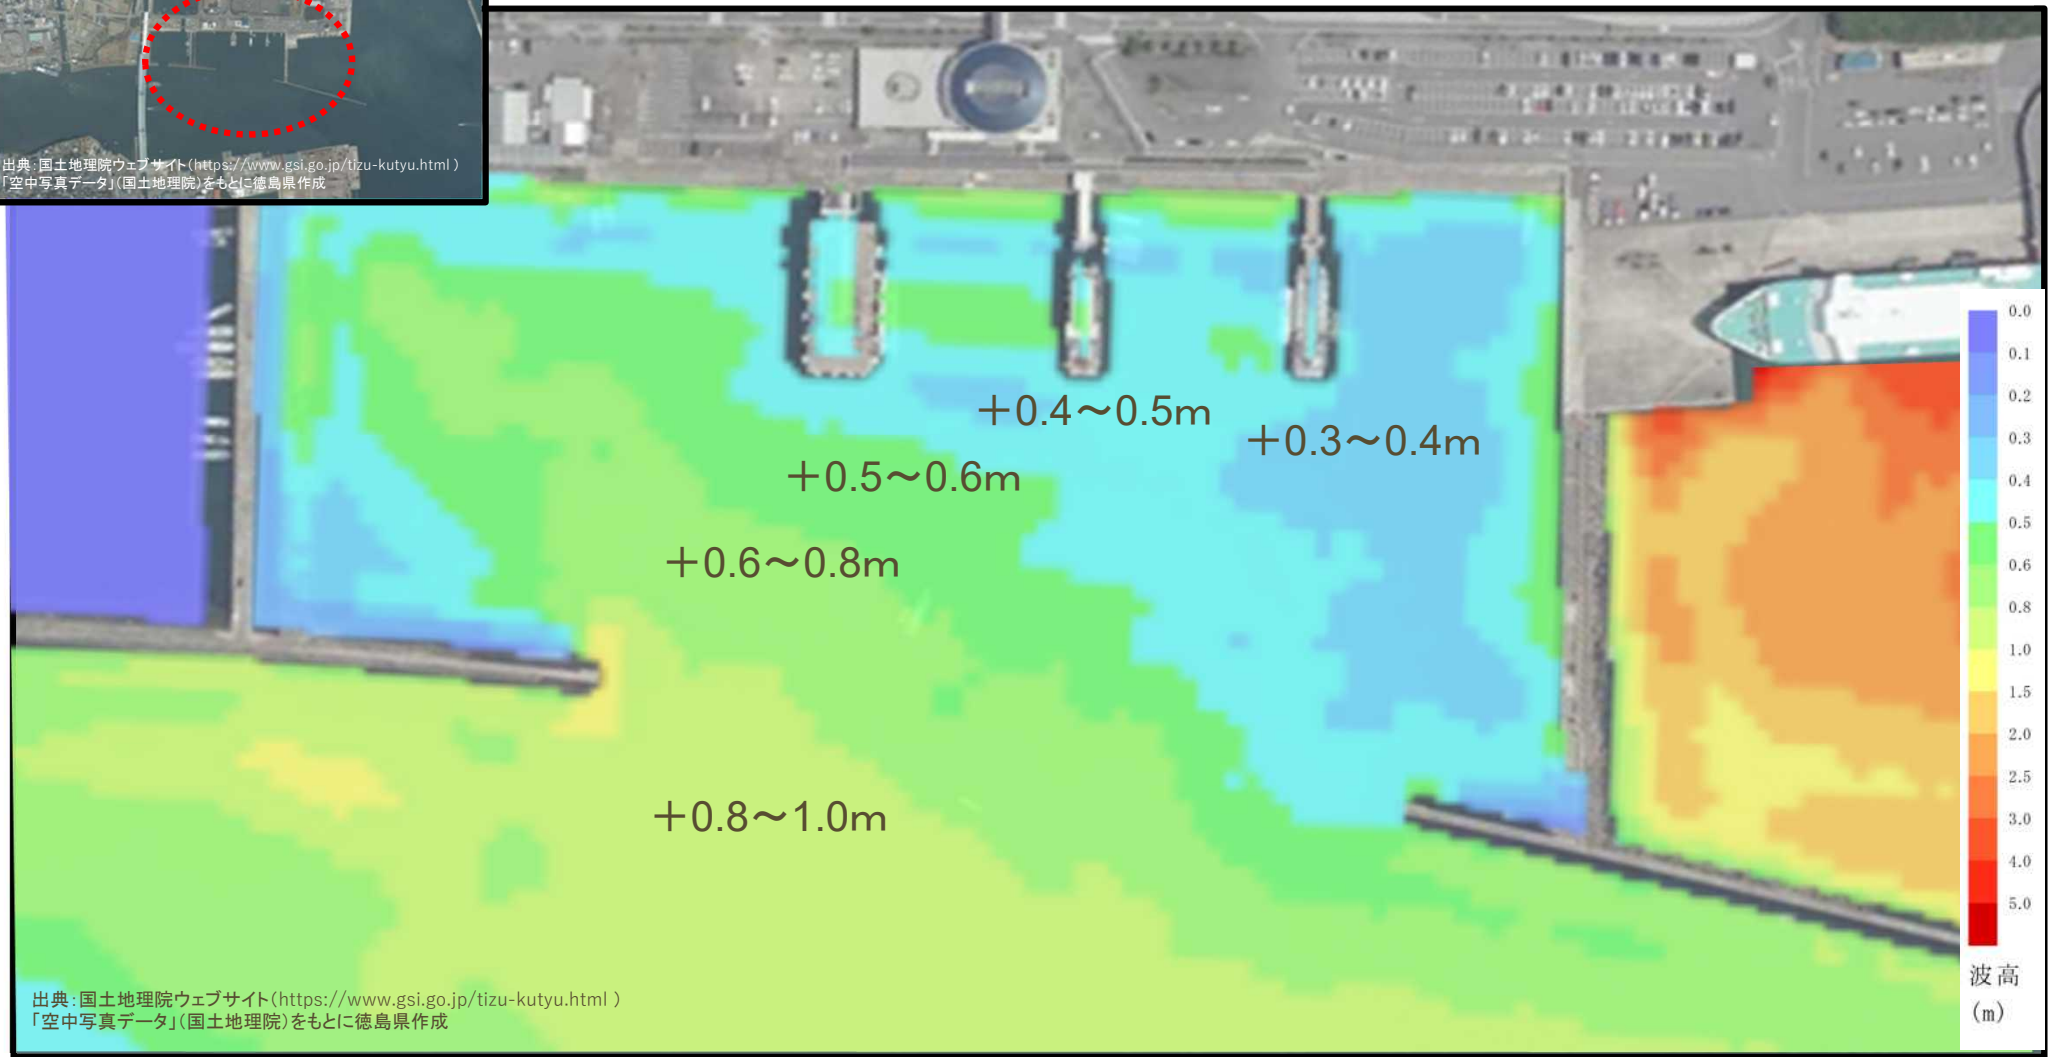 出典：国土地理院ウェブサイト（https://www.gsi.go.jp/tizu-kutyu.html ）
「空中写真データ」（国土地理院）をもとに徳島県作成
＋0.4～0.5m
＋0.3～0.4m
＋0.5～0.6m
＋0.6～0.8m
＋0.8～1.0m
0.0
0.1
0.2
0.3
0.4
0.5
0.6
0.8
1.0
1.5
2.0
2.5
3.0
4.0
5.0
波高
(m)
出典：国土地理院ウェブサイト（https://www.gsi.go.jp/tizu-kutyu.html ）
「空中写真データ」（国土地理院）をもとに徳島県作成